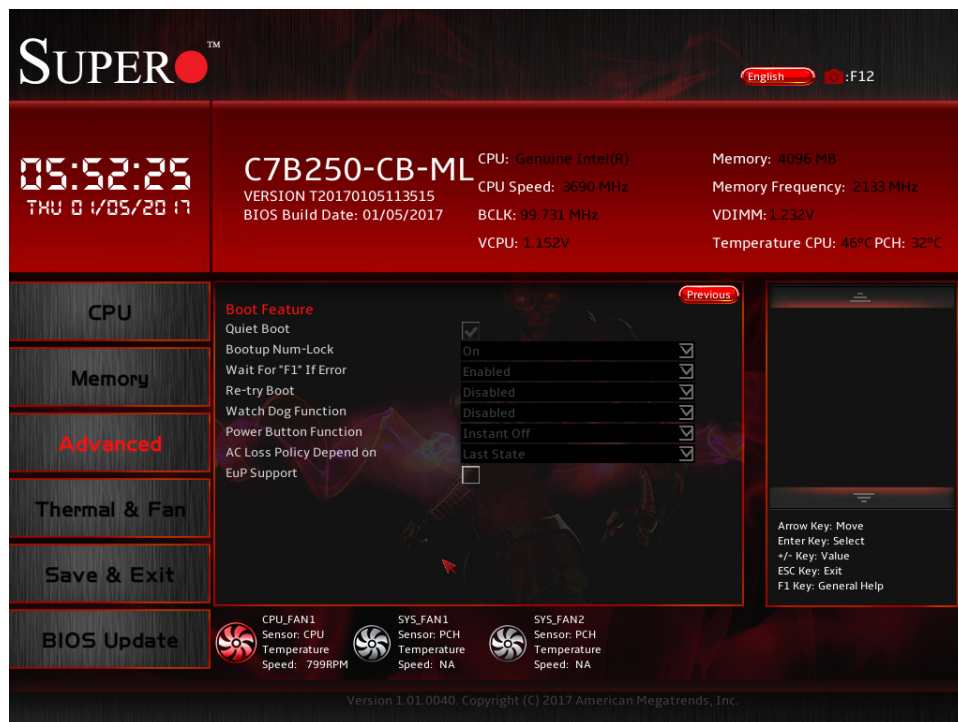 SUPER TM
English :F12
05:52:25
THU 01/05/2017
C7B250-CB-ML
VERSION T20170105113515
BIOS Build Date: 01/05/2017
CPU: Genuine Intel(R)
CPU Speed: 3690 MHz
BCLK: 99.731 MHz
VCPU: 1.152V
Memory: 4096 MB
Memory Frequency: 2133 MHz
VDIMM: 1.232V
Temperature CPU: 46°C PCH: 32°C
CPU
Memory
Advanced
Thermal & Fan
Save & Exit
BIOS Update
Previous
Boot Feature
Quiet Boot
Bootup Num-Lock On
Wait For "F1" If Error Enabled
Re-try Boot Disabled
Watch Dog Function Disabled
Power Button Function Instant Off
AC Loss Policy Depend on Last State
EuP Support
Arrow Key: Move
Enter Key: Select
+/- Key: Value
ESC Key: Exit
F1 Key: General Help
CPU_FAN1
Sensor: CPU
Temperature
Speed: 799RPM
SYS_FAN1
Sensor: PCH
Temperature
Speed: NA
SYS_FAN2
Sensor: PCH
Temperature
Speed: NA
Version 1.01.0040. Copyright (C) 2017 American Megatrends, Inc.